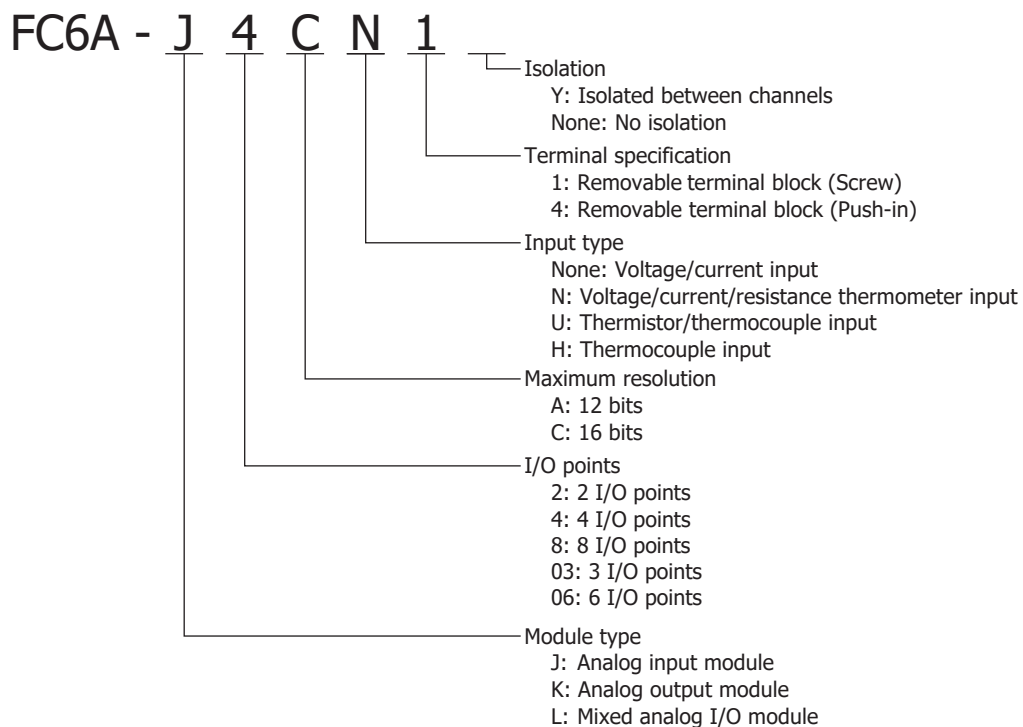 FC6A - J 4 C N 1
Isolation
Y: Isolated between channels
None: No isolation
Terminal specification
1: Removable terminal block (Screw)
4: Removable terminal block (Push-in)
Input type
None: Voltage/current input
N: Voltage/current/resistance thermometer input
U: Thermistor/thermocouple input
H: Thermocouple input
Maximum resolution
A: 12 bits
C: 16 bits
I/O points
2: 2 I/O points
4: 4 I/O points
8: 8 I/O points
03: 3 I/O points
06: 6 I/O points
Module type
J: Analog input module
K: Analog output module
L: Mixed analog I/O module